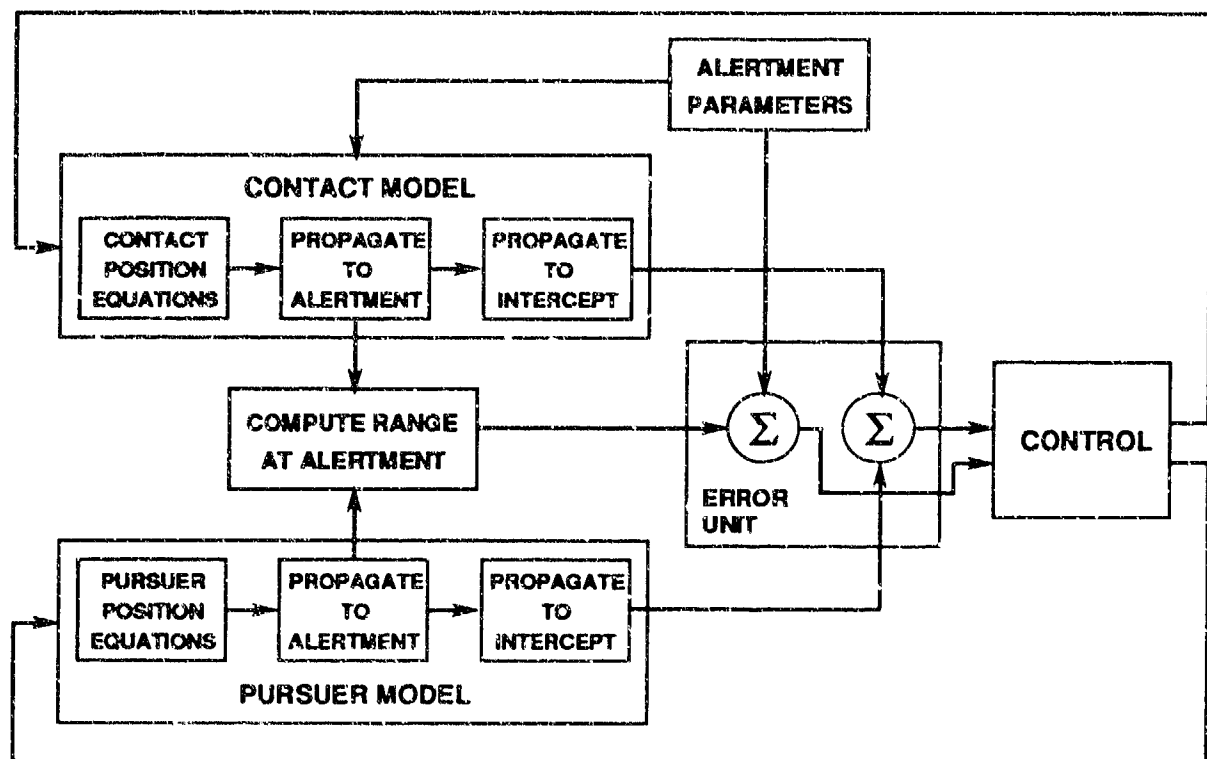 ALERTMENT
PARAMETERS
CONTACT MODEL
CONTACT
POSITION
EQUATIONS
PROPAGATE
TO
ALERTMENT
PROPAGATE
TO
INTERCEPT
COMPUTE RANGE
AT ALERTMENT
Σ
Σ
ERROR
UNIT
CONTROL
PURSUER
POSITION
EQUATIONS
PROPAGATE
TO
ALERTMENT
PROPAGATE
TO
INTERCEPT
PURSUER MODEL